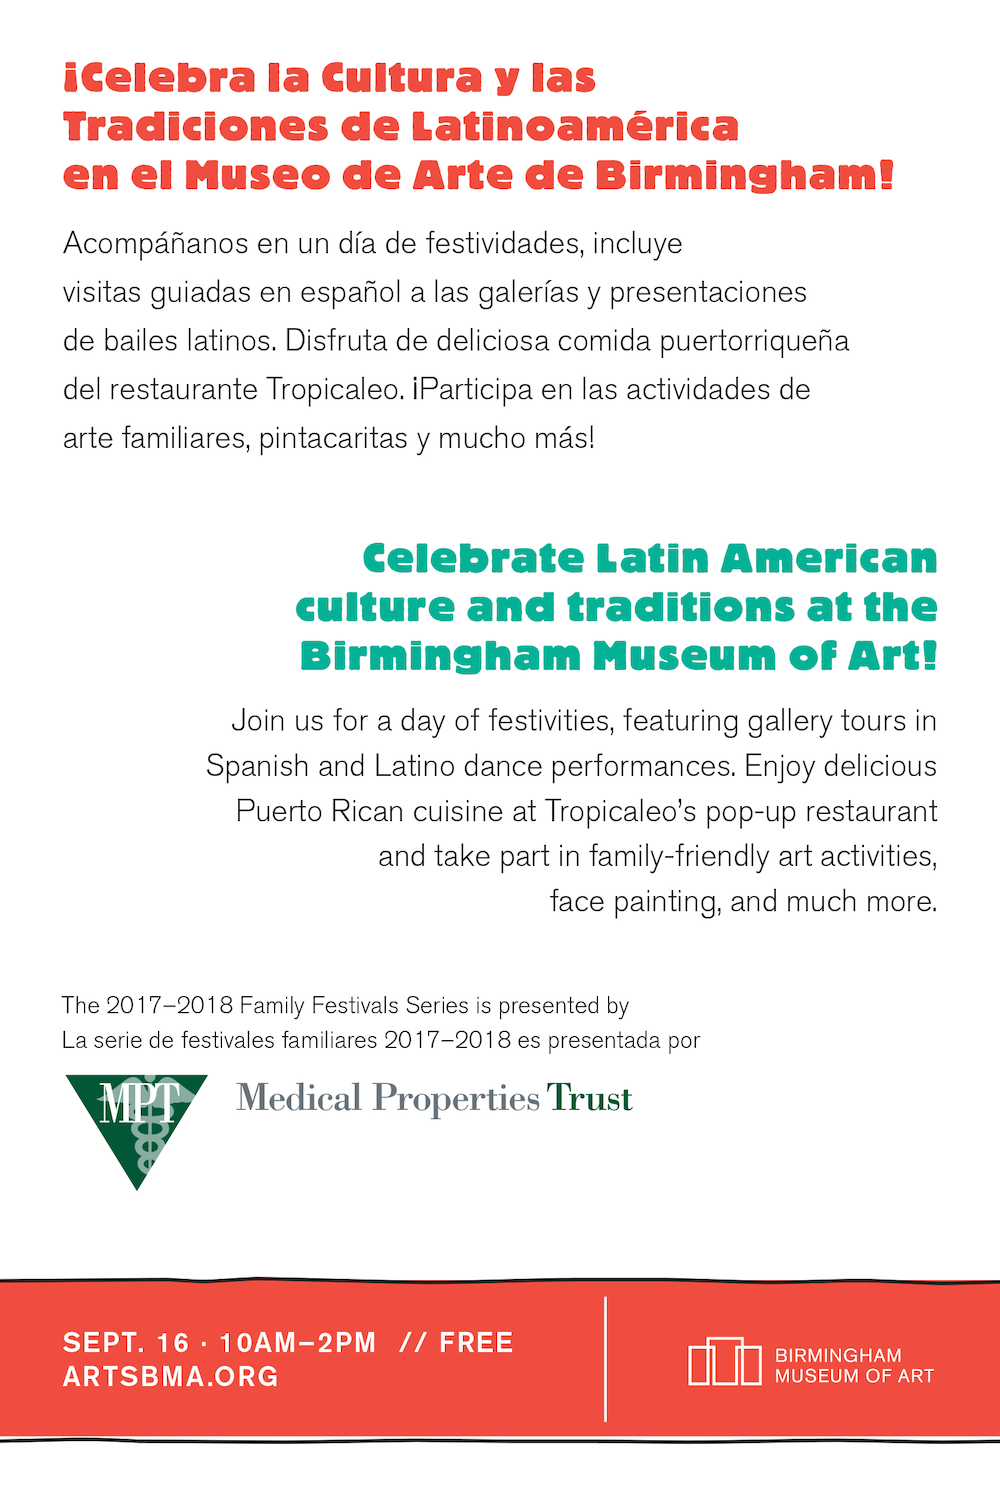 ¡Celebra la Cultura y las
Tradiciones de Latinoamérica
en el Museo de Arte de Birmingham!
Acompáñanos en un día de festividades, incluye
visitas guiadas en español a las galerías y presentaciones
de bailes latinos. Disfruta de deliciosa comida puertorriqueña
del restaurante Tropicaleo. ¡Participa en las actividades de
arte familiares, pintacaritas y mucho más!
Celebrate Latin American
culture and traditions at the
Birmingham Museum of Art!
Join us for a day of festivities, featuring gallery tours in
Spanish and Latino dance performances. Enjoy delicious
Puerto Rican cuisine at Tropicaleo’s pop-up restaurant
and take part in family-friendly art activities,
face painting, and much more.
The 2017–2018 Family Festivals Series is presented by
La serie de festivales familiares 2017–2018 es presentada por
MPT Medical Properties Trust
SEPT. 16 · 10AM–2PM // FREE
ARTSBMA.ORG
BIRMINGHAM
MUSEUM OF ART